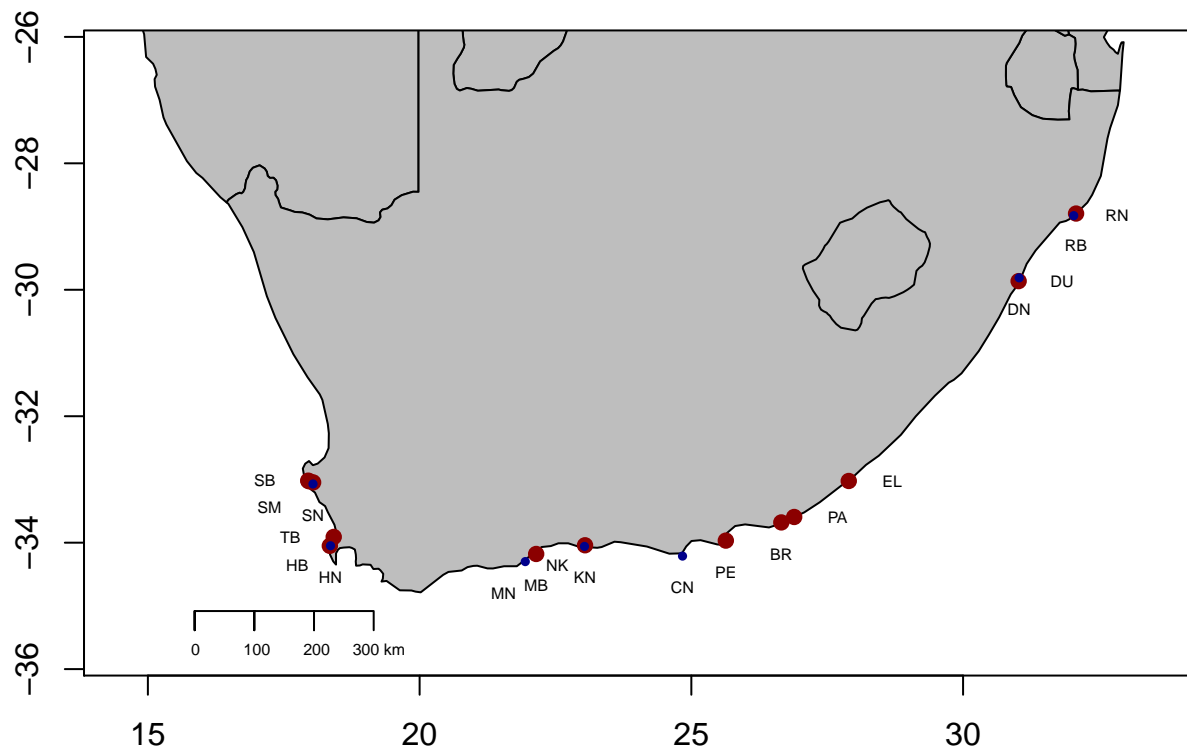 −26
−28
−30
−32
−34
−36
RN
RB
DU
DN
SB
EL
SM
SN
PA
TB
BR
HB
HN
NK
MB
KN
PE
CN
MN
0 100 200 300 km
15 20 25 30